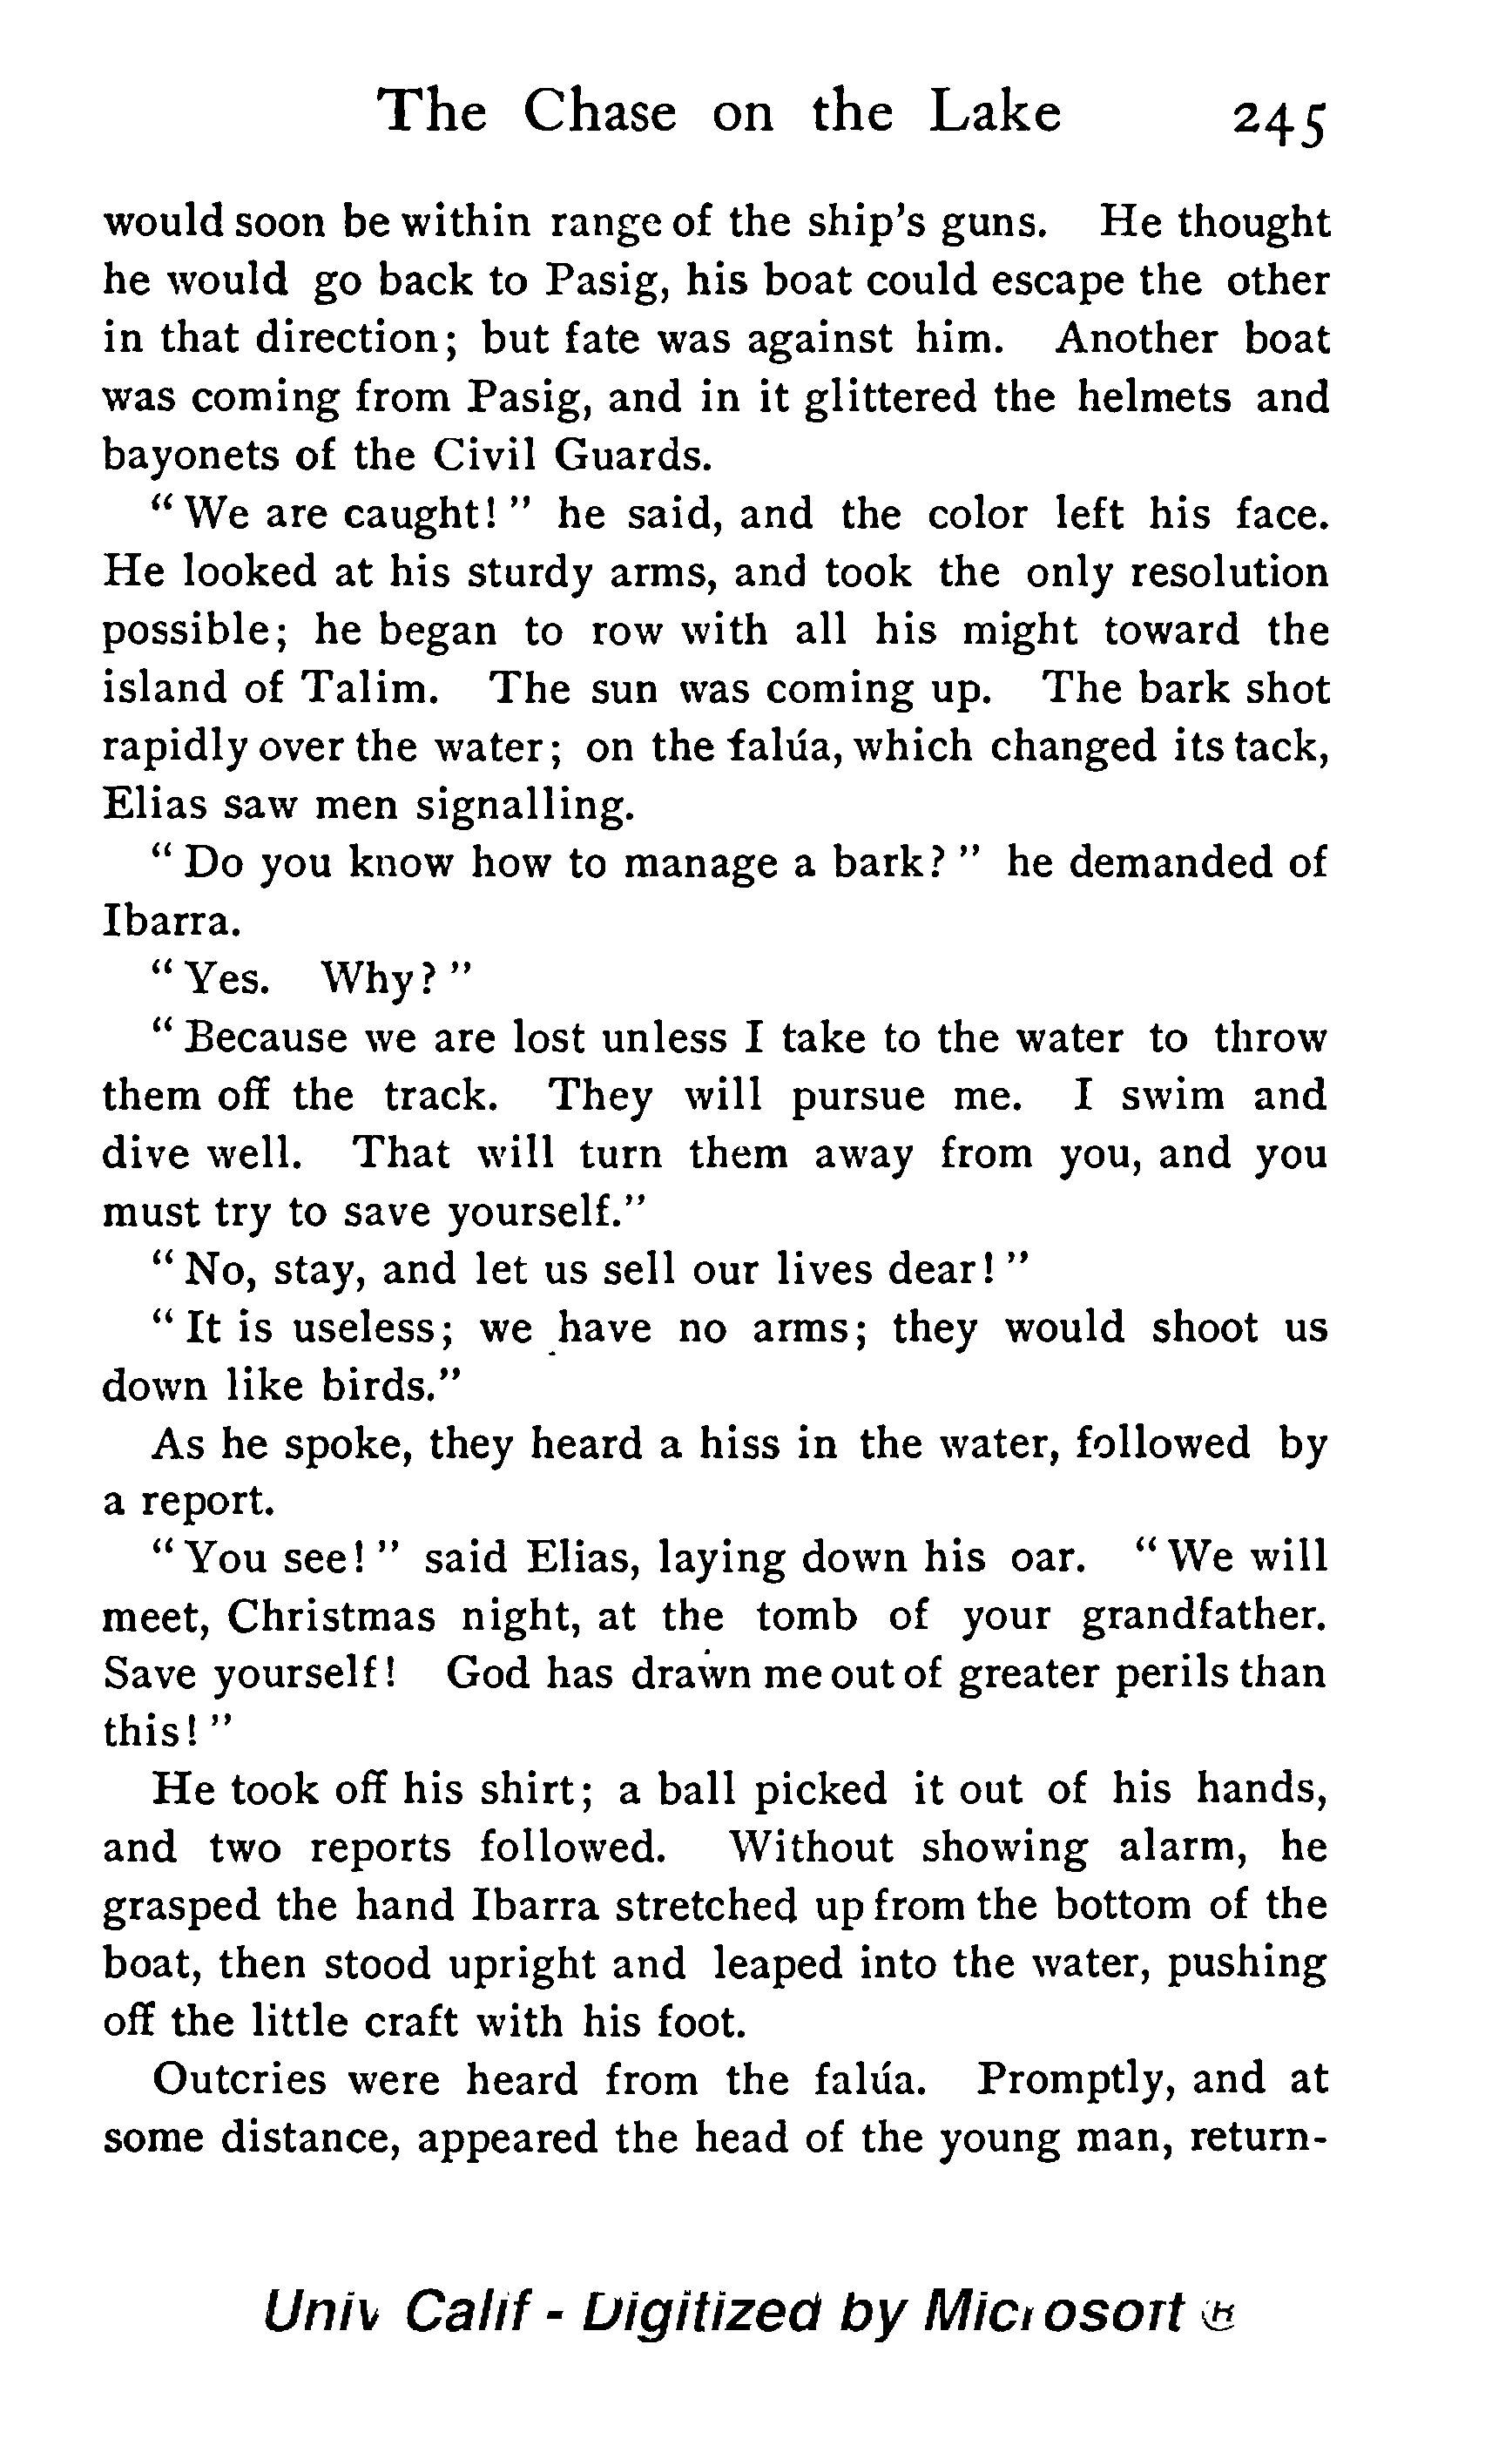 The Chase on the Lake 245
would soon be within range of the ship's guns. He thought
he would go back to Pasig, his boat could escape the other
in that direction; but fate was against him. Another boat
was coming from Pasig, and in it glittered the helmets and
bayonets of the Civil Guards.
"We are caught!" he said, and the color left his face.
He looked at his sturdy arms, and took the only resolution
possible; he began to row with all his might toward the
island of Talim. The sun was coming up. The bark shot
rapidly over the water; on the falúa, which changed its tack,
Elias saw men signalling.
"Do you know how to manage a bark?" he demanded of
Ibarra.
"Yes. Why?"
"Because we are lost unless I take to the water to throw
them off the track. They will pursue me. I swim and
dive well. That will turn them away from you, and you
must try to save yourself."
"No, stay, and let us sell our lives dear!"
"It is useless; we have no arms; they would shoot us
down like birds."
As he spoke, they heard a hiss in the water, followed by
a report.
"You see!" said Elias, laying down his oar. "We will
meet, Christmas night, at the tomb of your grandfather.
Save yourself! God has drawn me out of greater perils than
this!"
He took off his shirt; a ball picked it out of his hands,
and two reports followed. Without showing alarm, he
grasped the hand Ibarra stretched up from the bottom of the
boat, then stood upright and leaped into the water, pushing
off the little craft with his foot.
Outcries were heard from the falúa. Promptly, and at
some distance, appeared the head of the young man, return-
Univ Calif - Digitized by Microsoft ®